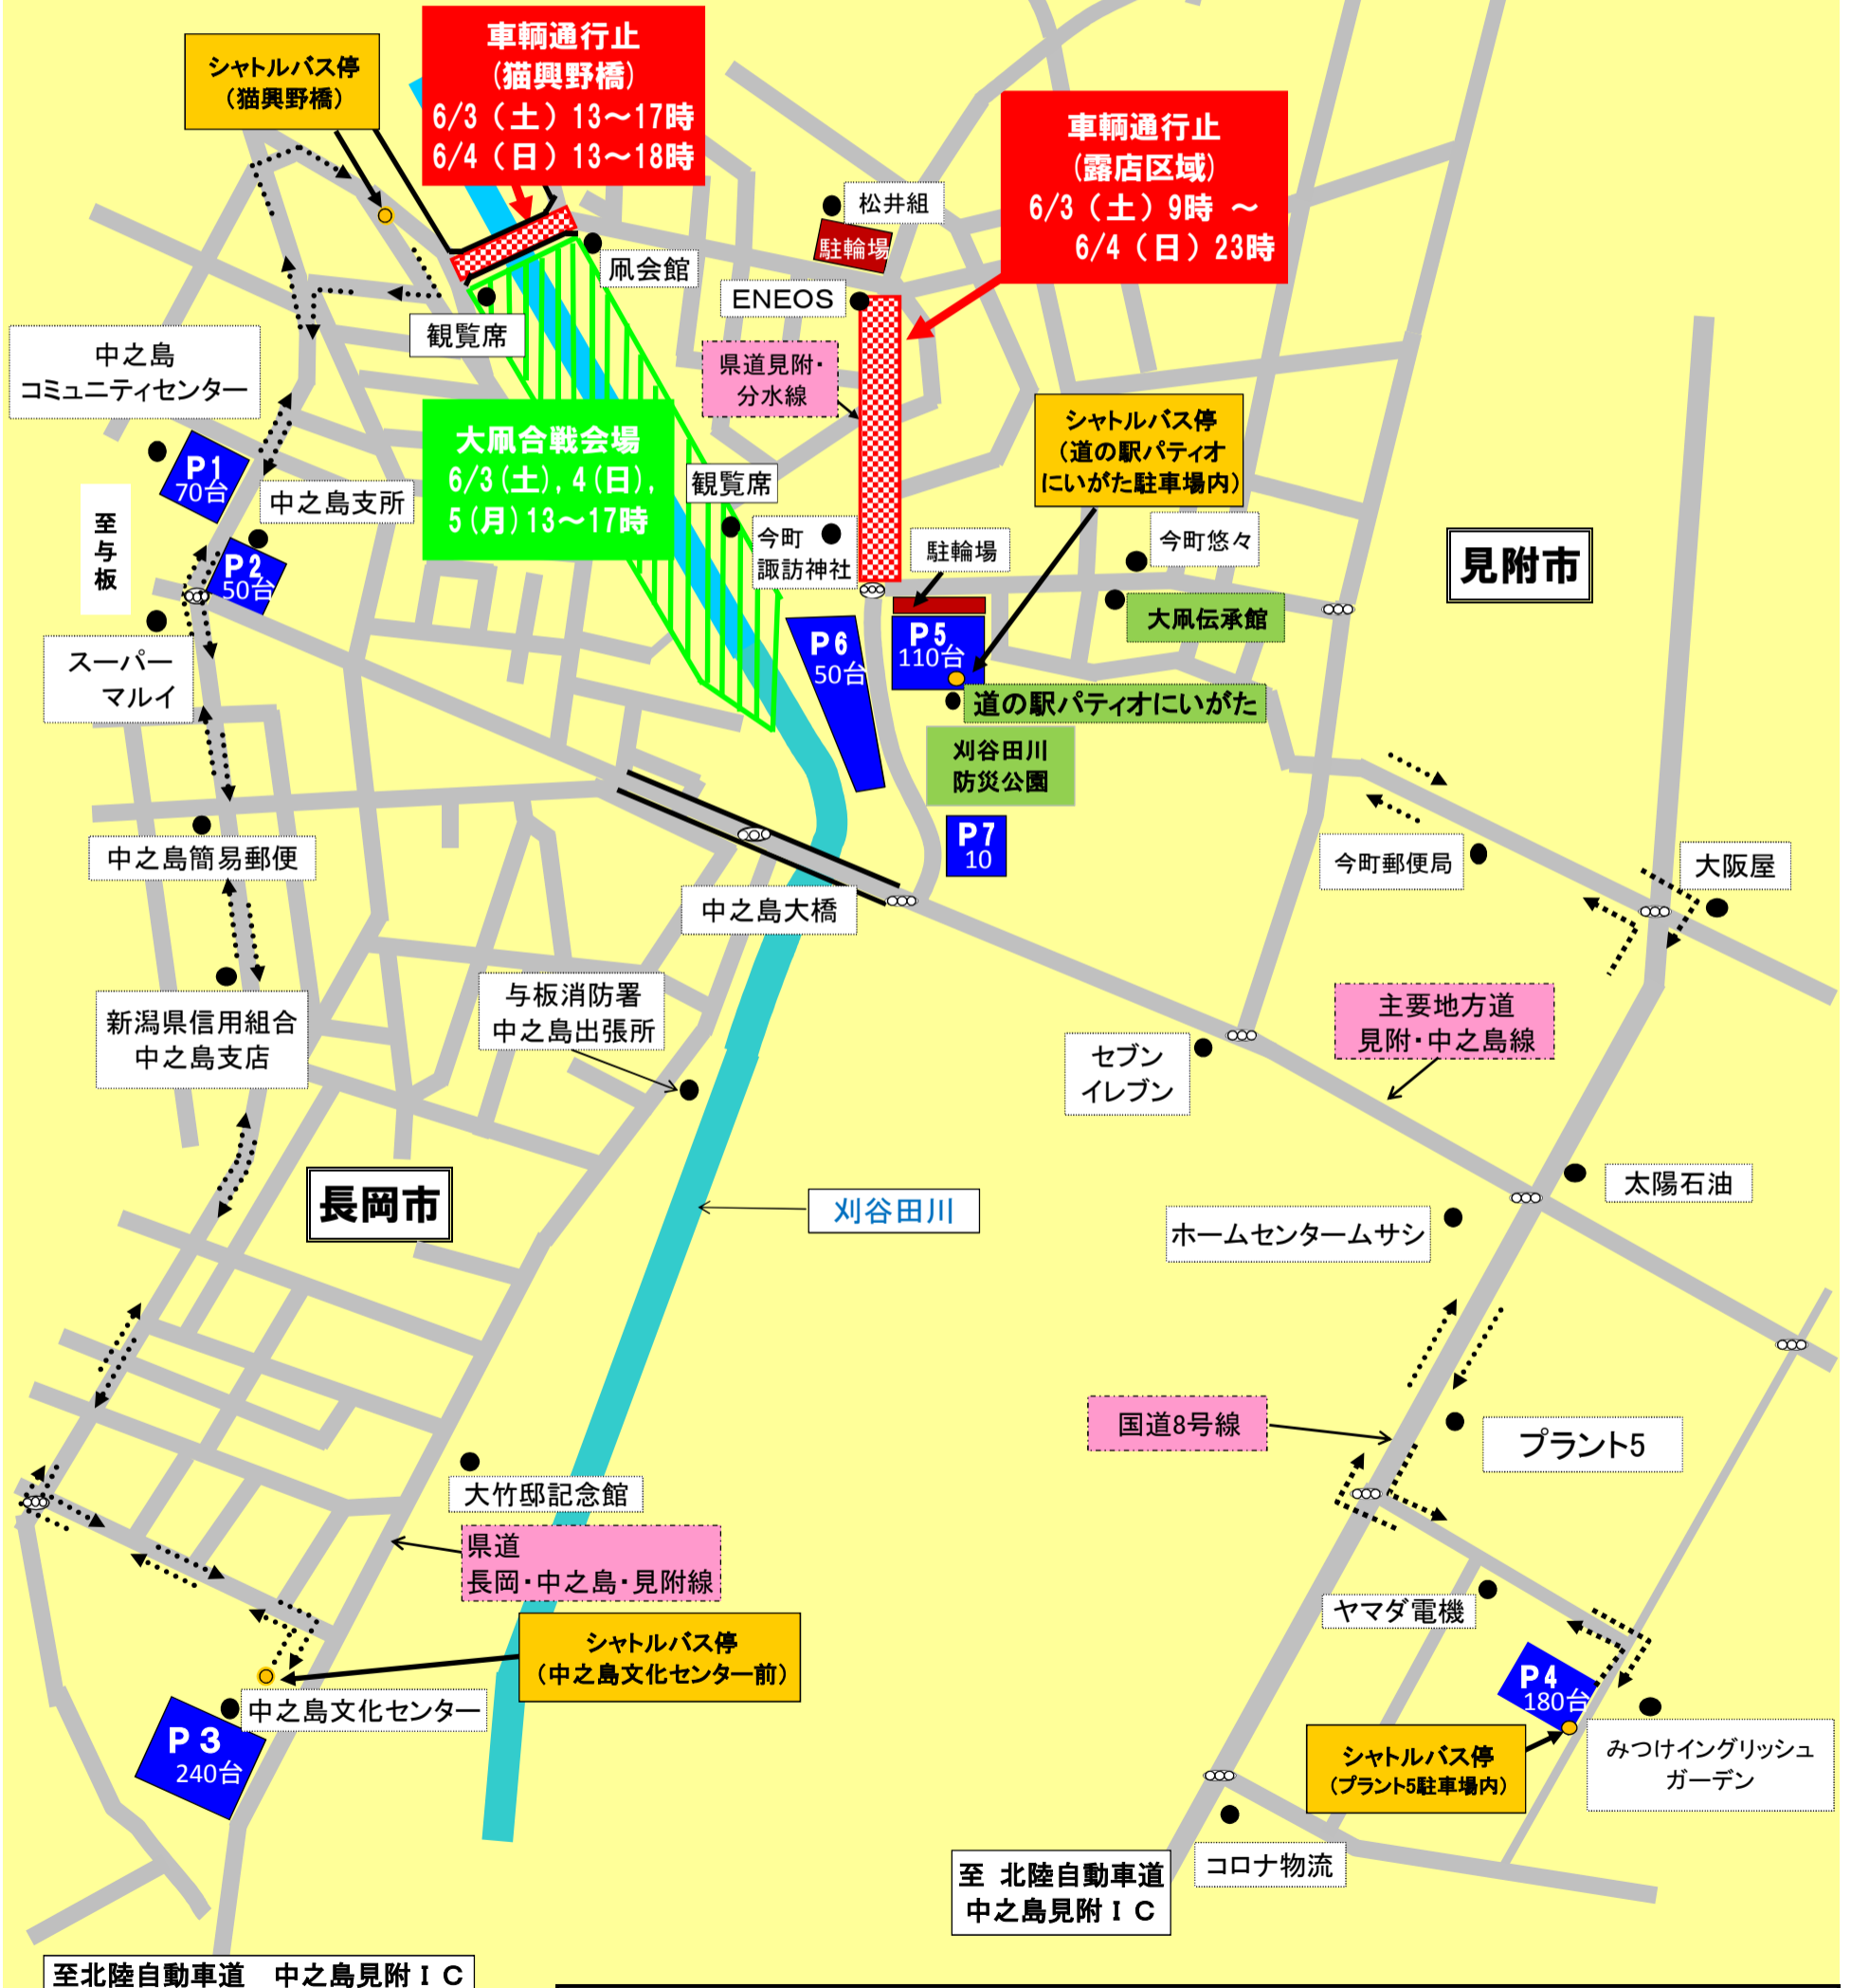 シャトルバス停
（猫興野橋）
車輌通行止
(猫興野橋)
6/3（土）13～17時
6/4（日）13～18時
車輌通行止
(露店区域)
6/3（土）9時 ～
6/4（日）23時
松井組
駐輪場
凧会館
ENEOS
観覧席
県道見附・
分水線
中之島
コミュニティセンター
シャトルバス停
（道の駅パティオ
にいがた駐車場内）
大凧合戦会場
6/3(土),4(日),
5(月)13～17時
観覧席
P1
70台
中之島支所
至与板
今町
諏訪神社
駐輪場
今町悠々
見附市
P2
50台
大凧伝承館
スーパー
マルイ
P6
50台
P5
110台
道の駅パティオにいがた
刈谷田川
防災公園
P7
10
中之島簡易郵便
今町郵便局
大阪屋
中之島大橋
与板消防署
中之島出張所
主要地方道
見附・中之島線
新潟県信用組合
中之島支店
セブン
イレブン
長岡市
刈谷田川
太陽石油
ホームセンタームサシ
国道8号線
プラント5
大竹邸記念館
県道
長岡・中之島・見附線
ヤマダ電機
シャトルバス停
（中之島文化センター前）
P4
180台
中之島文化センター
P3
240台
シャトルバス停
（プラント5駐車場内）
みつけイングリッシュ
ガーデン
コロナ物流
至 北陸自動車道
中之島見附ＩＣ
至北陸自動車道　中之島見附ＩＣ